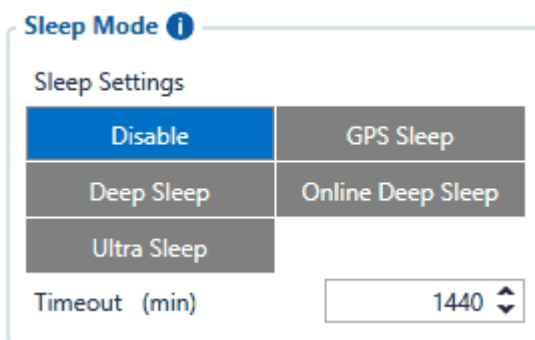 Sleep Mode i
Sleep Settings
Disable GPS Sleep
Deep Sleep Online Deep Sleep
Ultra Sleep
Timeout (min) 1440